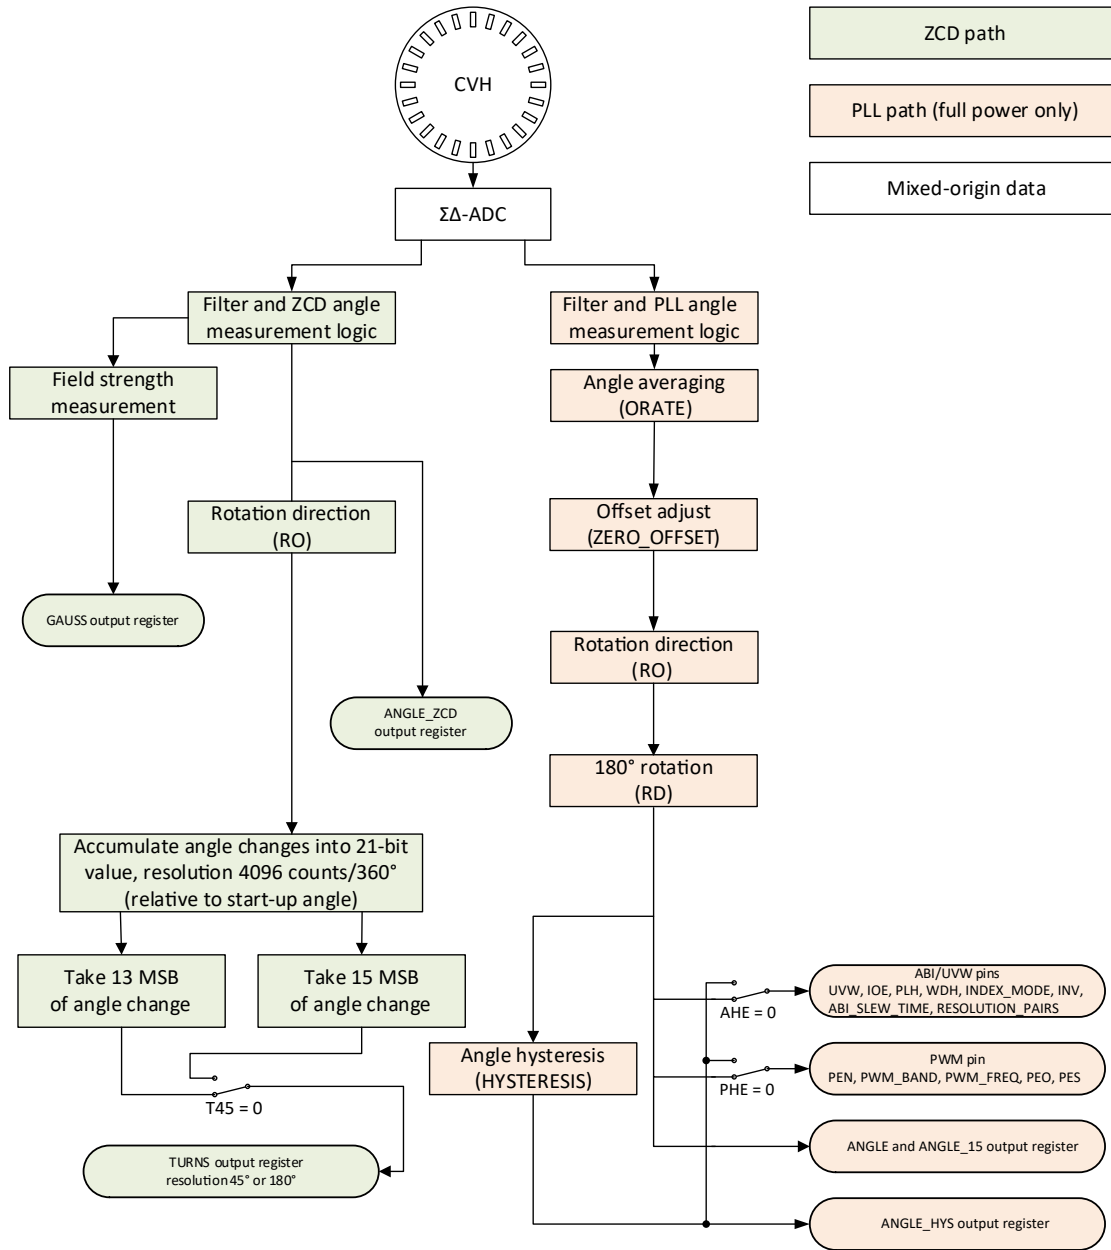 CVH
ZCD path
PLL path (full power only)
Mixed-origin data
ΣΔ-ADC
Filter and ZCD angle
measurement logic
Filter and PLL angle
measurement logic
Field strength
measurement
Angle averaging
(ORATE)
Rotation direction
(RO)
Offset adjust
(ZERO_OFFSET)
GAUSS output register
Rotation direction
(RO)
ANGLE_ZCD
output register
180° rotation
(RD)
Accumulate angle changes into 21-bit
value, resolution 4096 counts/360°
(relative to start-up angle)
Take 13 MSB
of angle change
Take 15 MSB
of angle change
T45 = 0
TURNS output register
resolution 45° or 180°
Angle hysteresis
(HYSTERESIS)
AHE = 0
ABI/UVW pins
UVW, IOE, PLH, WDH, INDEX_MODE, INV,
ABI_SLEW_TIME, RESOLUTION_PAIRS
PHE = 0
PWM pin
PEN, PWM_BAND, PWM_FREQ, PEO, PES
ANGLE and ANGLE_15 output register
ANGLE_HYS output register